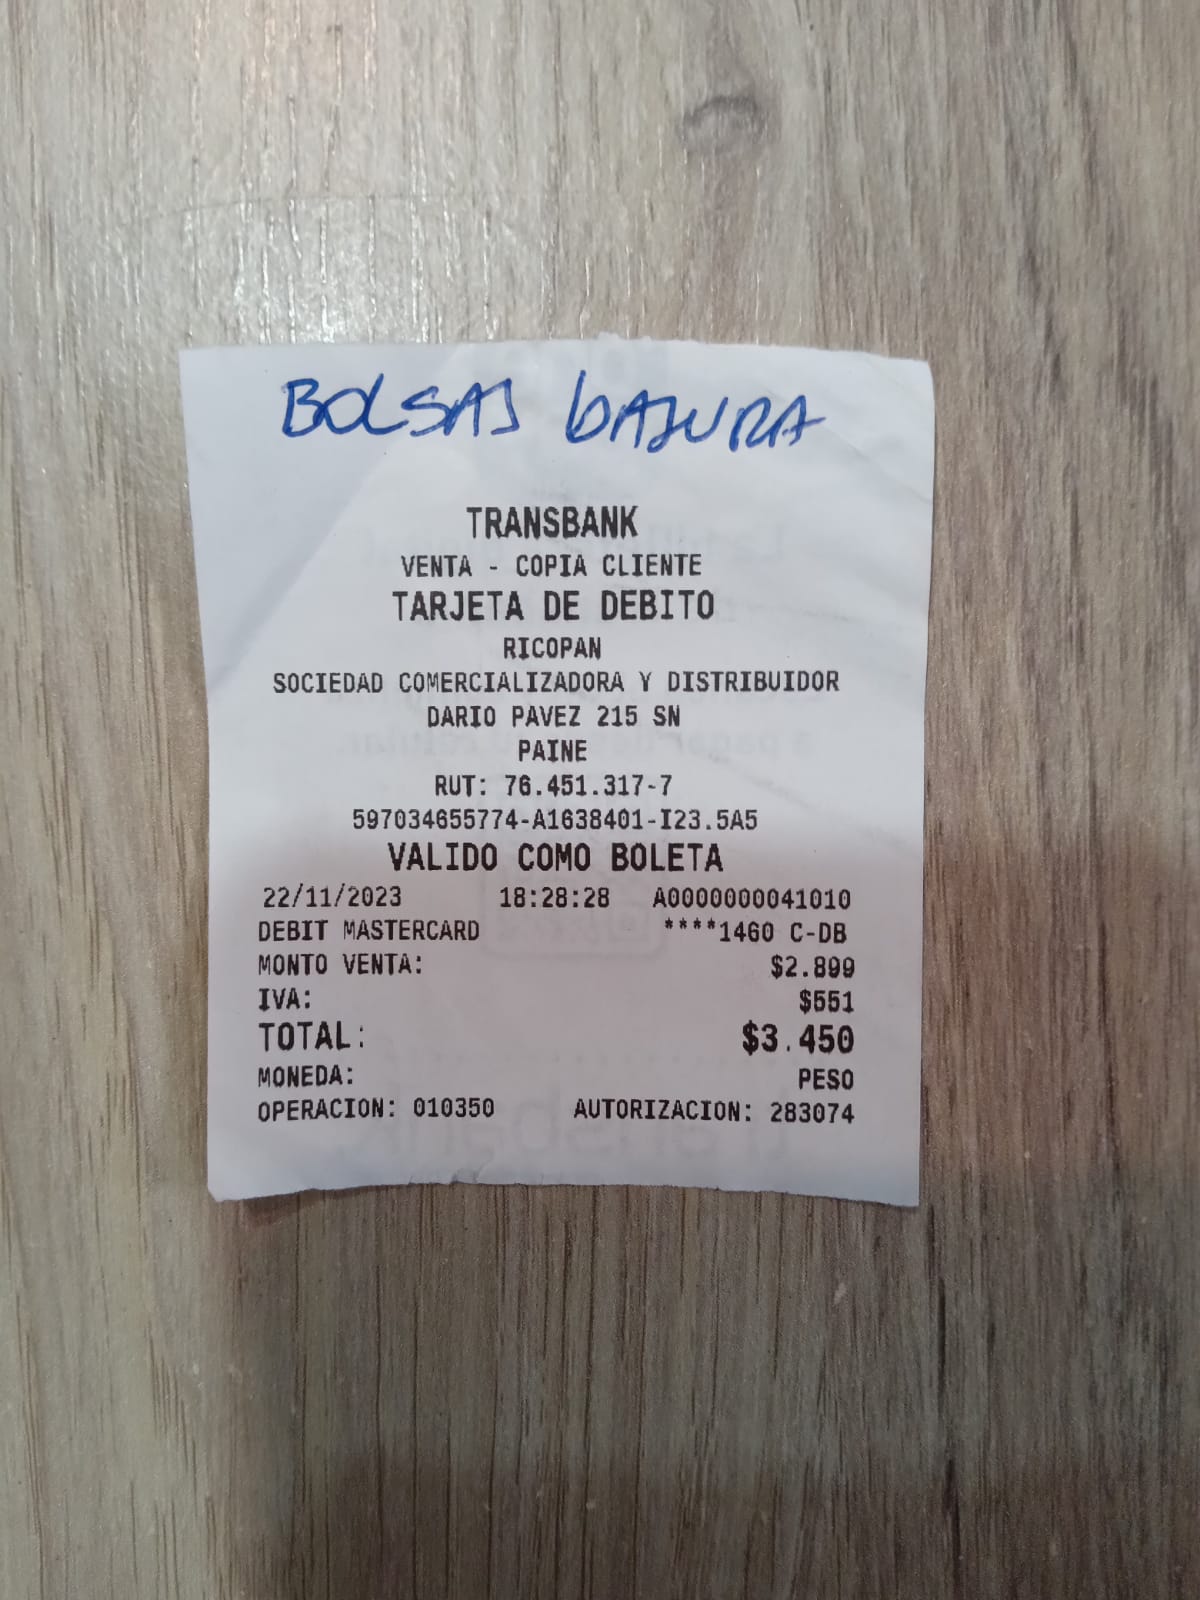 BOLSAS bASURA
TRANSBANK
VENTA - COPIA CLIENTE
TARJETA DE DEBITO
RICOPAN
SOCIEDAD COMERCIALIZADORA Y DISTRIBUIDOR
DARIO PAVEZ 215 SN
PAINE
RUT: 76.451.317-7
597034655774-A1638401-I23.5A5
VALIDO COMO BOLETA
22/11/2023 18:28:28 A0000000041010
DEBIT MASTERCARD ****1460 C-DB
MONTO VENTA: $2.899
IVA: $551
TOTAL: $3.450
MONEDA: PESO
OPERACION: 010350 AUTORIZACION: 283074